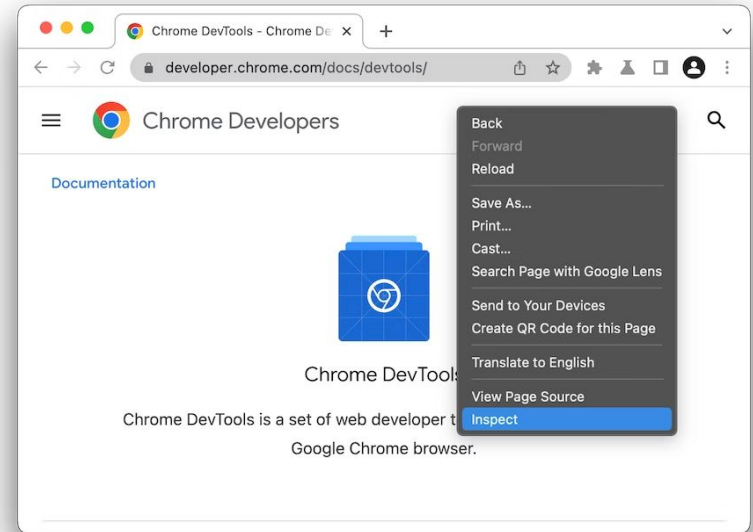 Chrome DevTools - Chrome De
developer.chrome.com/docs/devtools/
Chrome Developers
Documentation
Back
Forward
Reload
Save As...
Print...
Cast...
Search Page with Google Lens
Send to Your Devices
Create QR Code for this Page
Translate to English
View Page Source
Inspect
Chrome DevTools
Chrome DevTools is a set of web developer t
Google Chrome browser.